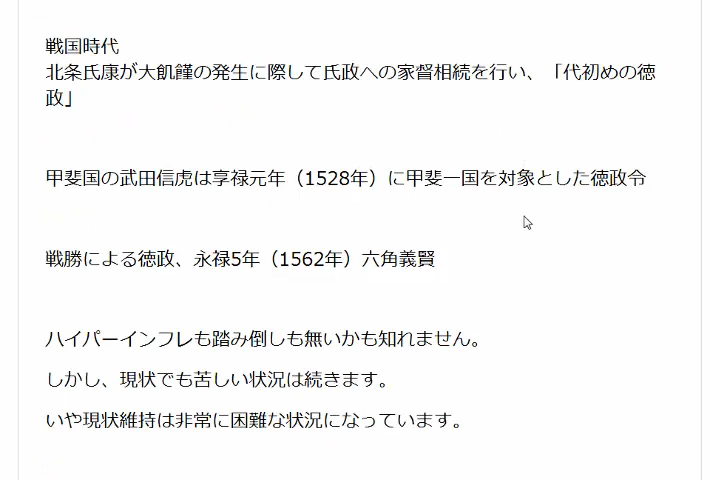 戦国時代
北条氏康が大飢饉の発生に際して氏政への家督相続を行い、「代初めの徳
政」
甲斐国の武田信虎は享禄元年（1528年）に甲斐一国を対象とした徳政令
戦勝による徳政、永禄5年（1562年）六角義賢
ハイパーインフレも踏み倒しも無いかも知れません。
しかし、現状でも苦しい状況は続きます。
いや現状維持は非常に困難な状況になっています。